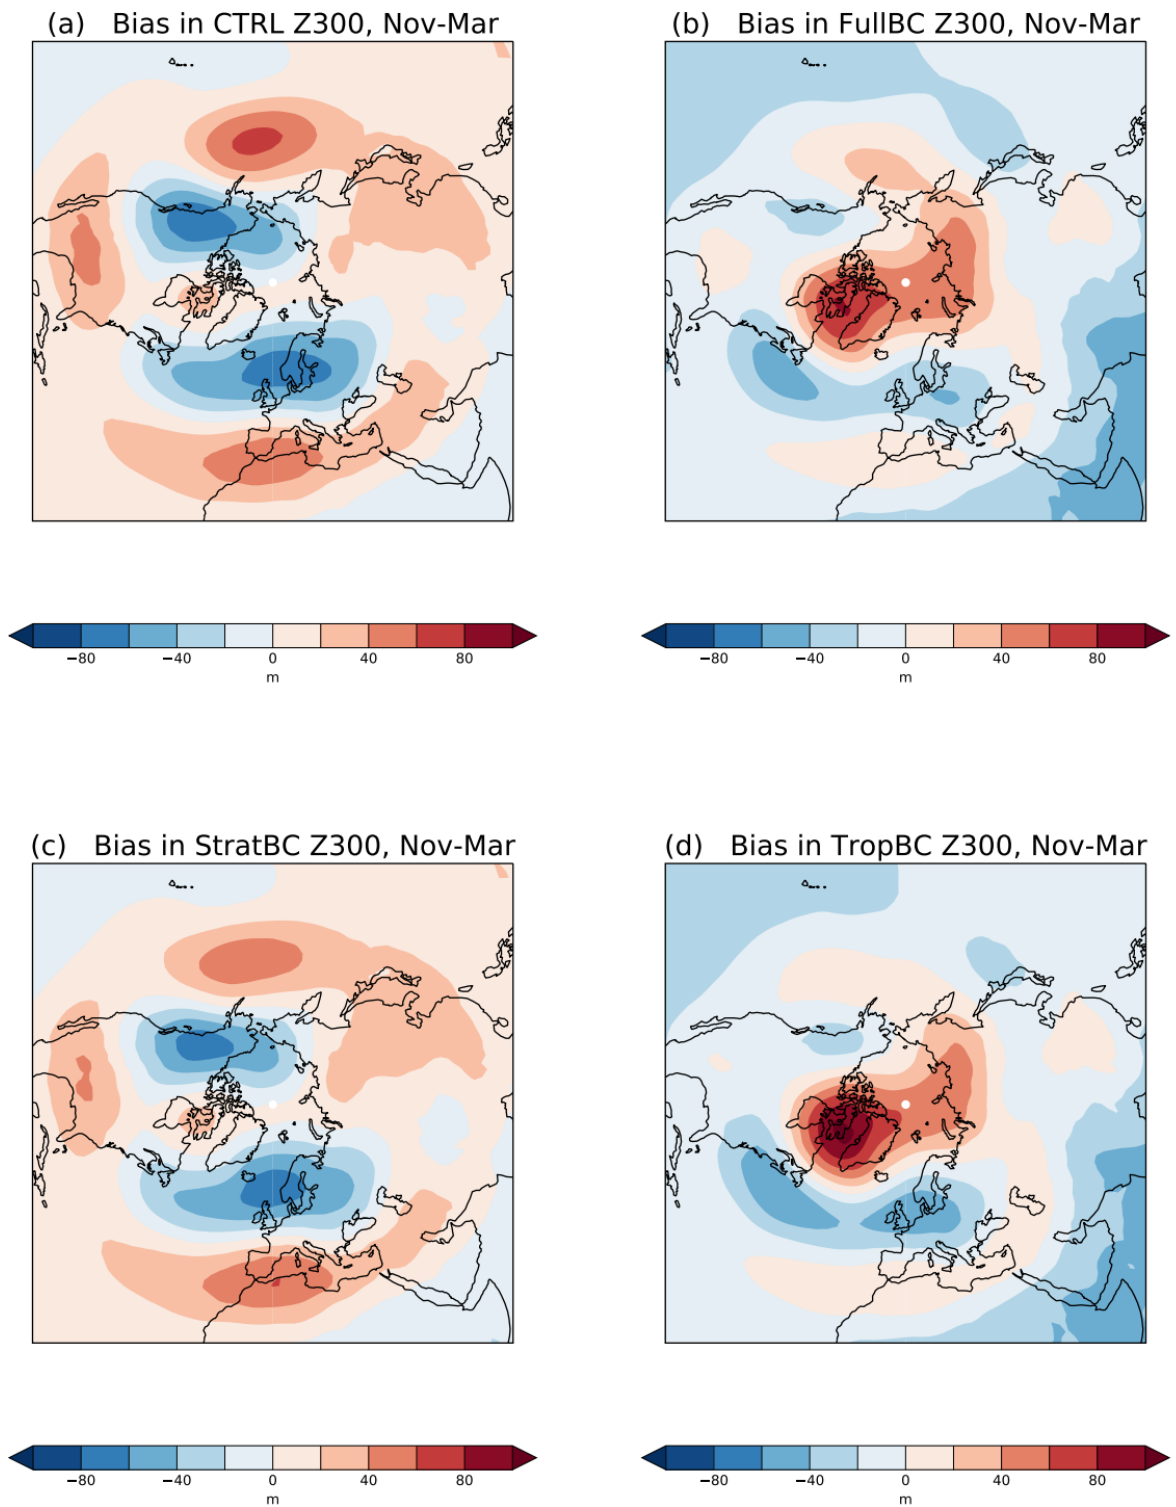 (a) Bias in CTRL Z300, Nov-Mar
(b) Bias in FullBC Z300, Nov-Mar
−80 −40 0 40 80
m
−80 −40 0 40 80
m
(c) Bias in StratBC Z300, Nov-Mar
(d) Bias in TropBC Z300, Nov-Mar
−80 −40 0 40 80
m
−80 −40 0 40 80
m